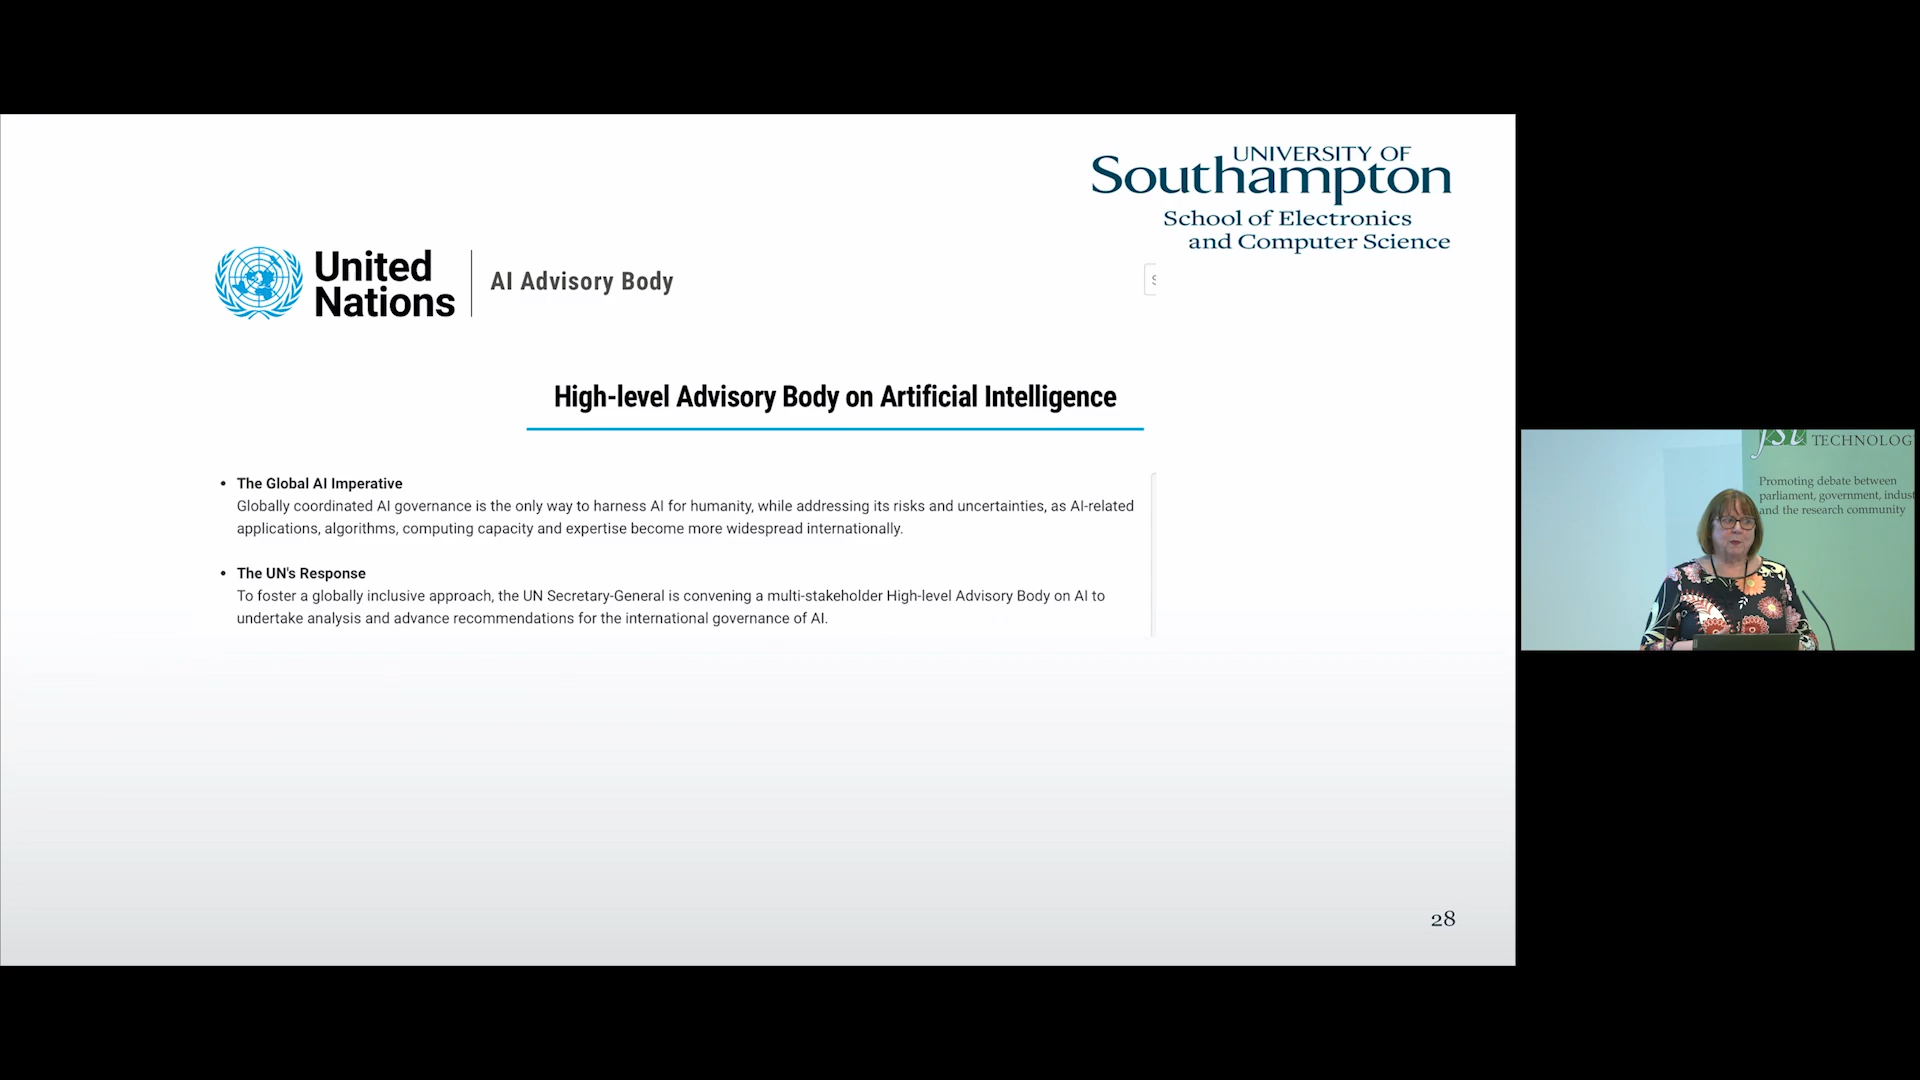 UNIVERSITY OF
Southampton
School of Electronics
and Computer Science
United
Nations
AI Advisory Body
High-level Advisory Body on Artificial Intelligence
• The Global AI Imperative
Globally coordinated AI governance is the only way to harness AI for humanity, while addressing its risks and uncertainties, as AI-related
applications, algorithms, computing capacity and expertise become more widespread internationally.
• The UN's Response
To foster a globally inclusive approach, the UN Secretary-General is convening a multi-stakeholder High-level Advisory Body on AI to
undertake analysis and advance recommendations for the international governance of AI.
28
fst TECHNOLOG
Promoting debate between
parliament, government, indust
and the research community